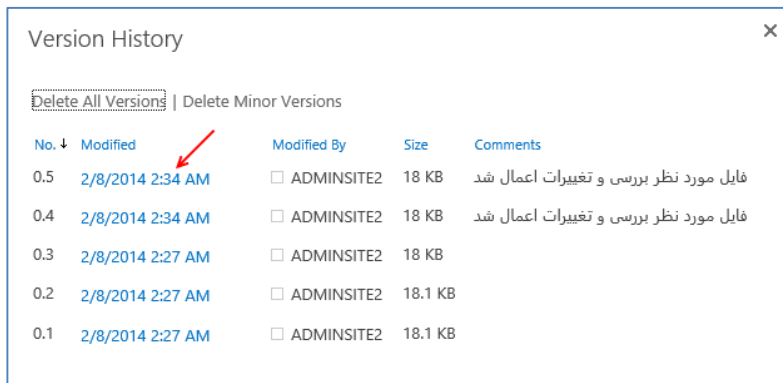 Version History
Delete All Versions | Delete Minor Versions
No. Modified Modified By Size Comments
0.5 2/8/2014 2:34 AM ADMINSITE2 18 KB فایل مورد نظر بررسی و تغییرات اعمال شد
0.4 2/8/2014 2:34 AM ADMINSITE2 18 KB فایل مورد نظر بررسی و تغییرات اعمال شد
0.3 2/8/2014 2:27 AM ADMINSITE2 18 KB
0.2 2/8/2014 2:27 AM ADMINSITE2 18.1 KB
0.1 2/8/2014 2:27 AM ADMINSITE2 18.1 KB